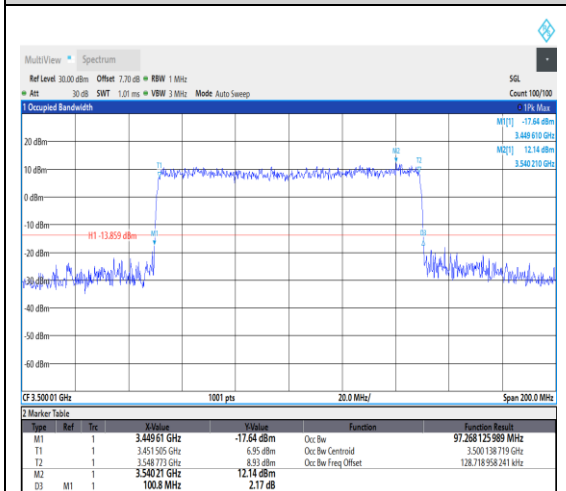 MultiView Spectrum
Ref Level 30.00 dBm Offset 7.70 dB RBW 1 MHz SGL
Att 30 dB SWT 1.01 ms VBW 3 MHz Mode Auto Sweep Count 100/100
1 Occupied Bandwidth 1Pk Max
M1[1] -17.64 dBm
3.449 610 GHz
M2[1] 12.14 dBm
3.540 210 GHz
20 dBm
M2
T1 T2
10 dBm
0 dBm
-10 dBm
H1 -13.859 dBm M1 D3
-20 dBm
-30 dBm
-40 dBm
-50 dBm
-60 dBm
CF 3.500 01 GHz 1001 pts 20.0 MHz/ Span 200.0 MHz
2 Marker Table
Type Ref Trc X-Value Y-Value Function Function Result
M1 1 3.449 61 GHz -17.64 dBm Occ Bw 97.268 125 989 MHz
T1 1 3.451 505 GHz 6.95 dBm Occ Bw Centroid 3.500 138 719 GHz
T2 1 3.548 773 GHz 8.93 dBm Occ Bw Freq Offset 128.718 958 241 kHz
M2 1 3.540 21 GHz 12.14 dBm
D3 M1 1 100.8 MHz 2.17 dB